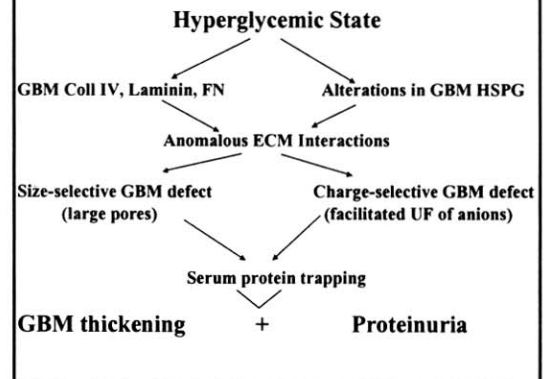 Hyperglycemic State
GBM Coll IV, Laminin, FN
Alterations in GBM HSPG
Anomalous ECM Interactions
Size-selective GBM defect
(large pores)
Charge-selective GBM defect
(facilitated UF of anions)
Serum protein trapping
GBM thickening + Proteinuria